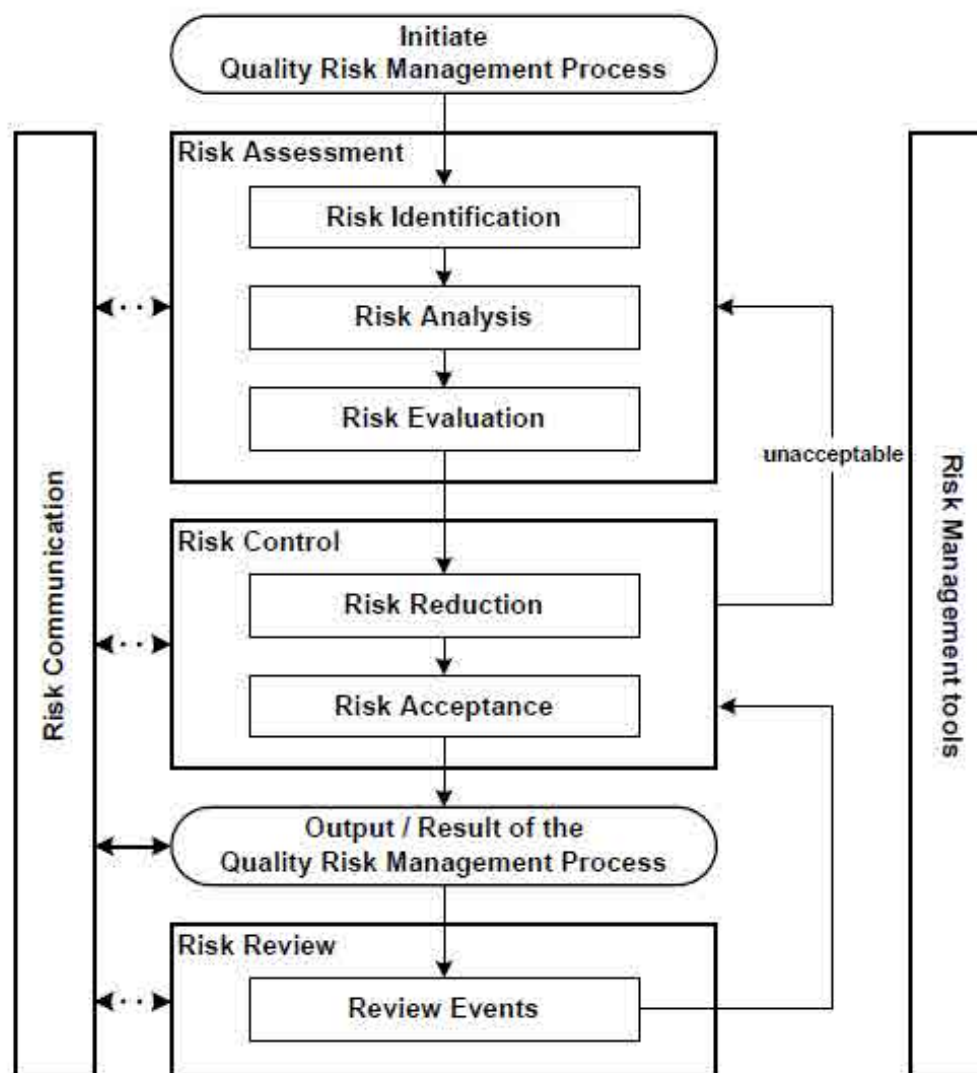 Initiate
Quality Risk Management Process
Risk Assessment
Risk Identification
Risk Analysis
Risk Evaluation
unacceptable
Risk Control
Risk Reduction
Risk Acceptance
Output / Result of the
Quality Risk Management Process
Risk Review
Review Events
Risk Communication
Risk Management tools